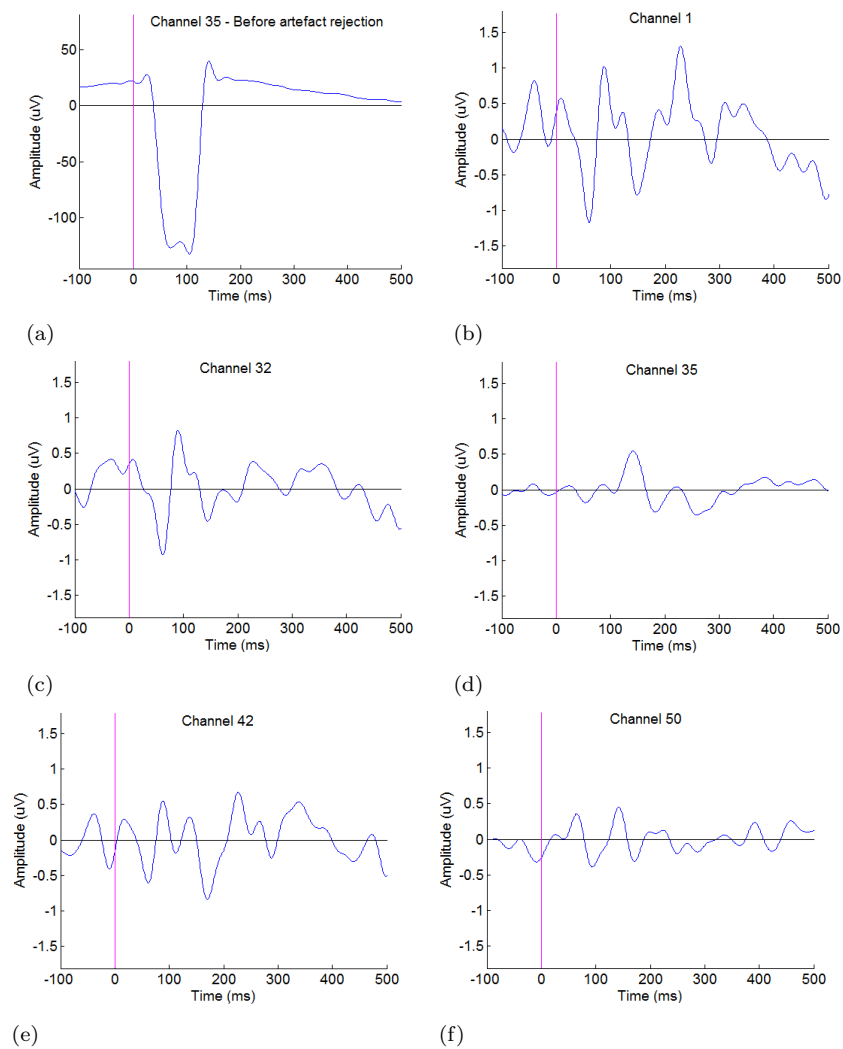 Channel 35 - Before artefact rejection
50
0
-50
-100
Amplitude (uV)
-100 0 100 200 300 400 500
Time (ms)
(a)
Channel 1
1.5
1
0.5
0
-0.5
-1
-1.5
Amplitude (uV)
-100 0 100 200 300 400 500
Time (ms)
(b)
Channel 32
1.5
1
0.5
0
-0.5
-1
-1.5
Amplitude (uV)
-100 0 100 200 300 400 500
Time (ms)
(c)
Channel 35
1.5
1
0.5
0
-0.5
-1
-1.5
Amplitude (uV)
-100 0 100 200 300 400 500
Time (ms)
(d)
Channel 42
1.5
1
0.5
0
-0.5
-1
-1.5
Amplitude (uV)
-100 0 100 200 300 400 500
Time (ms)
(e)
Channel 50
1.5
1
0.5
0
-0.5
-1
-1.5
Amplitude (uV)
-100 0 100 200 300 400 500
Time (ms)
(f)